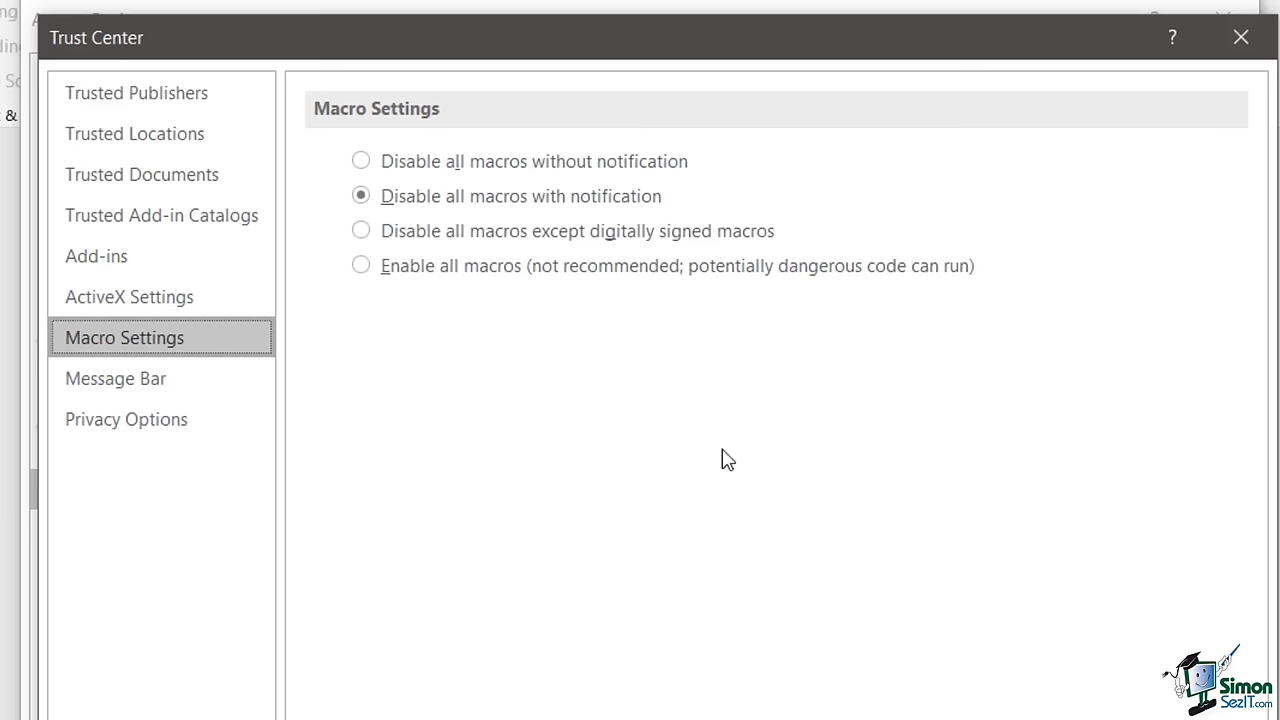 Trust Center
?
Trusted Publishers
Trusted Locations
Trusted Documents
Trusted Add-in Catalogs
Add-ins
ActiveX Settings
Macro Settings
Message Bar
Privacy Options
Macro Settings
Disable all macros without notification
Disable all macros with notification
Disable all macros except digitally signed macros
Enable all macros (not recommended; potentially dangerous code can run)
&
Simon
SezIT.com